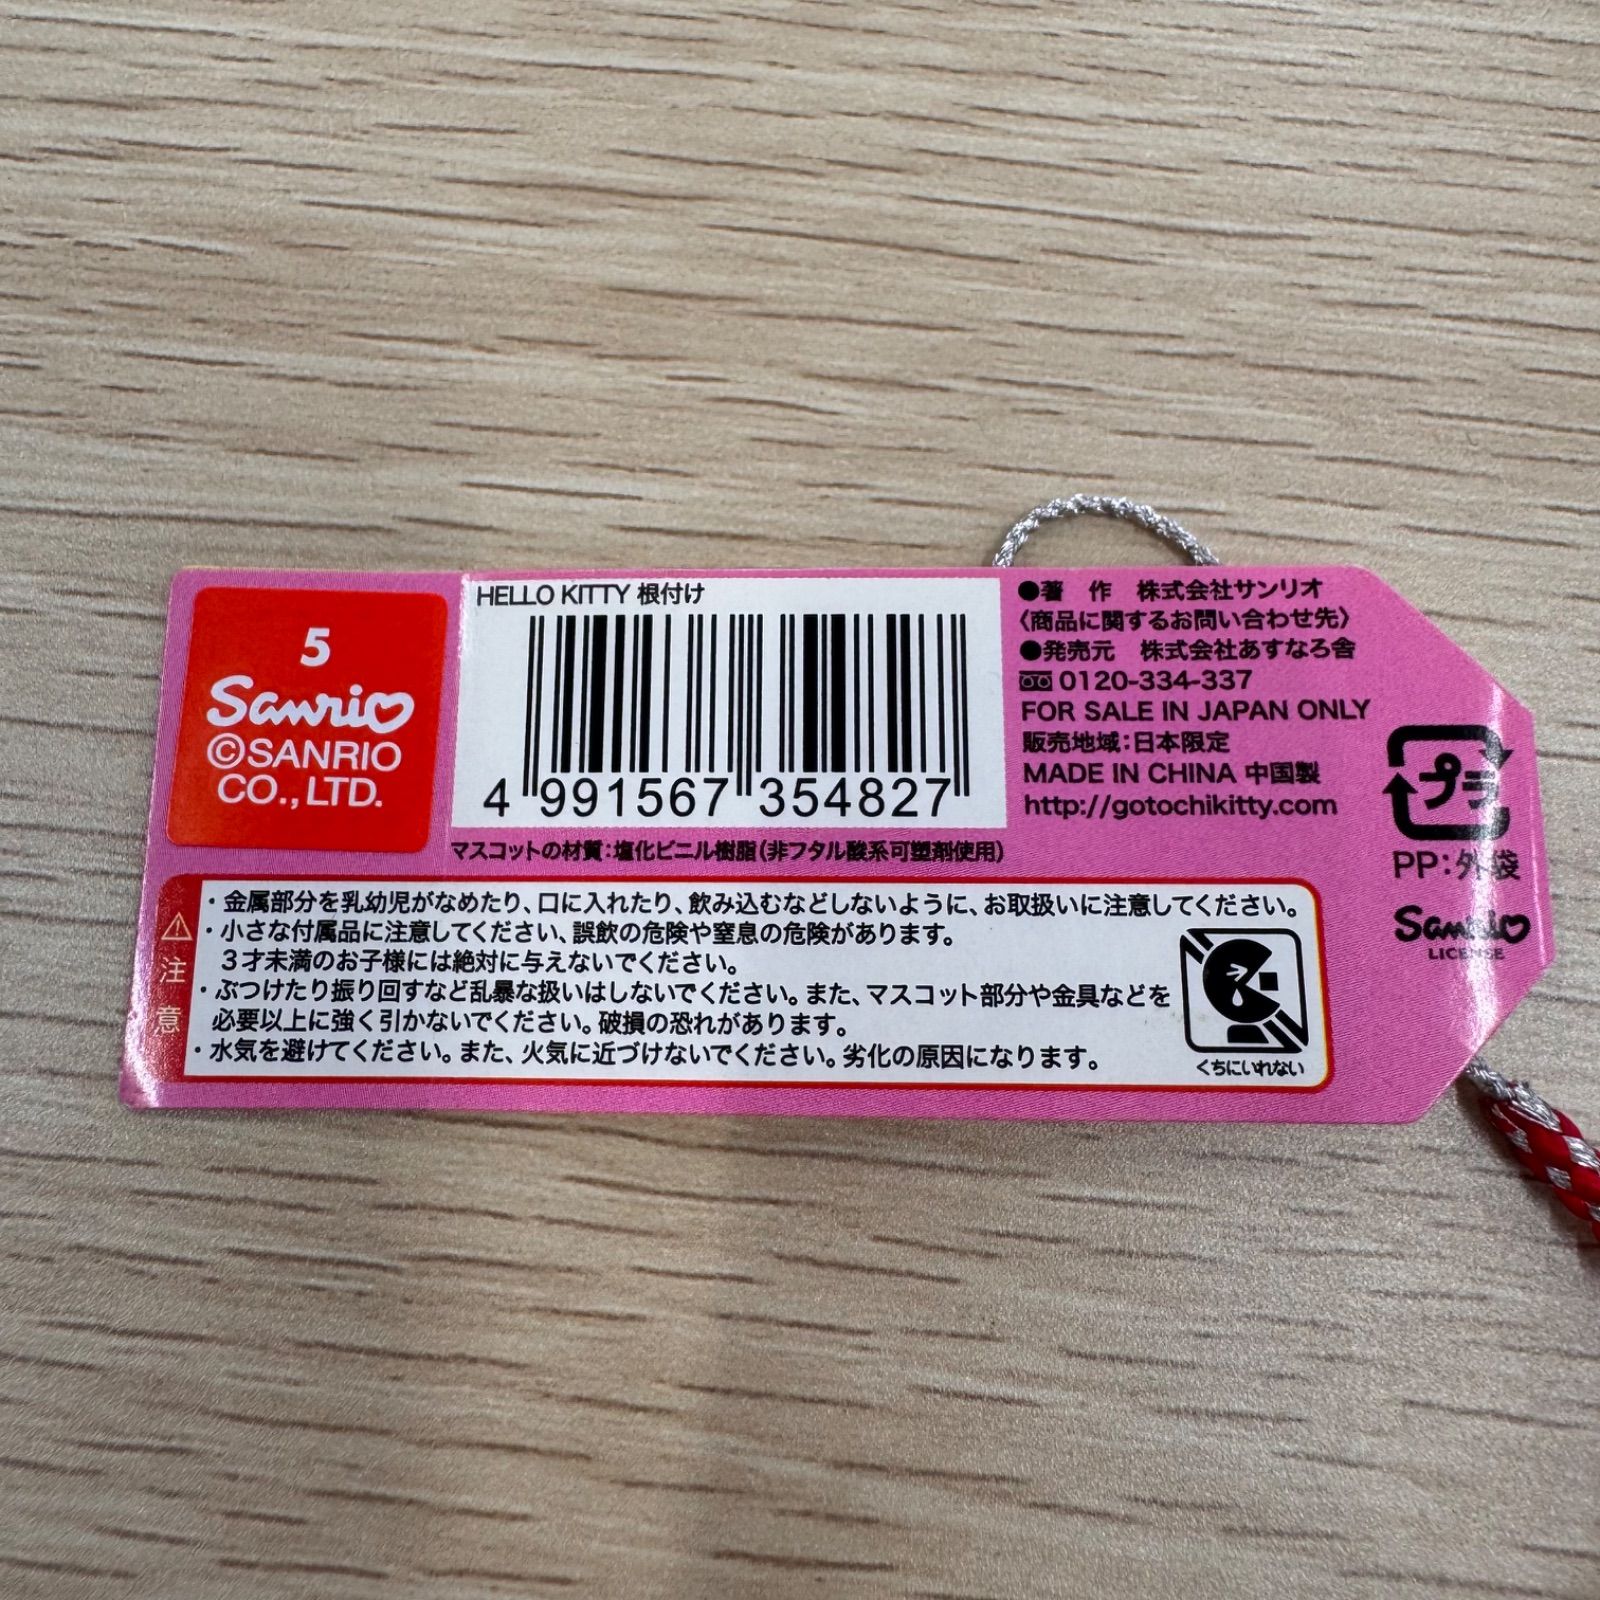 5
Sanrio
©SANRIO
CO., LTD.
HELLO KITTY 根付け
4 991567 354827
マスコットの材質：塩化ビニル樹脂（非フタル酸系可塑剤使用）
●著　作　株式会社サンリオ
〈商品に関するお問い合わせ先〉
●発売元　株式会社あすなろ舎
0120-334-337
FOR SALE IN JAPAN ONLY
販売地域：日本限定
MADE IN CHINA 中国製
http://gotochikitty.com
プラ
PP：外袋
Sanrio
LICENSE
注意
・金属部分を乳幼児がなめたり、口に入れたり、飲み込むなどしないように、お取扱いに注意してください。
・小さな付属品に注意してください、誤飲の危険や窒息の危険があります。
３才未満のお子様には絶対に与えないでください。
・ぶつけたり振り回すなど乱暴な扱いはしないでください。また、マスコット部分や金具などを
必要以上に強く引かないでください。破損の恐れがあります。
・水気を避けてください。また、火気に近づけないでください。劣化の原因になります。
くちにいれない